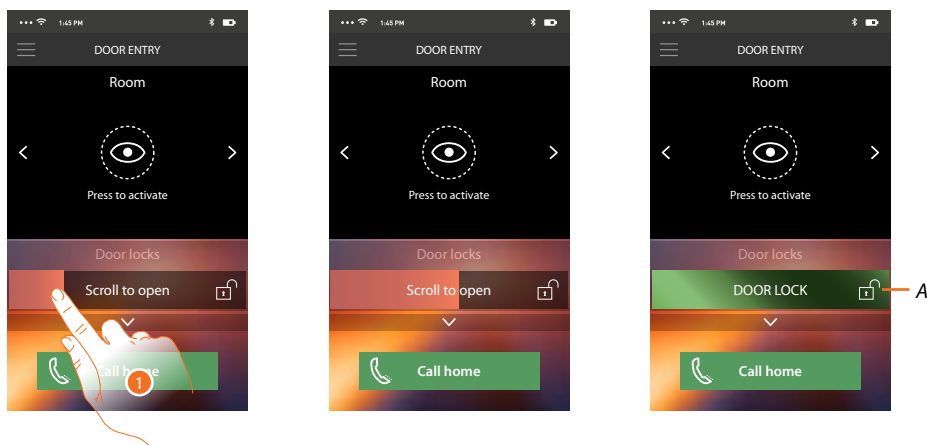 1:45 PM
DOOR ENTRY
Room
Press to activate
Door locks
Scroll to open
Call home
1
1:45 PM
DOOR ENTRY
Room
Press to activate
Door locks
Scroll to open
Call home
1:45 PM
DOOR ENTRY
Room
Press to activate
Door locks
DOOR LOCK
A
Call home